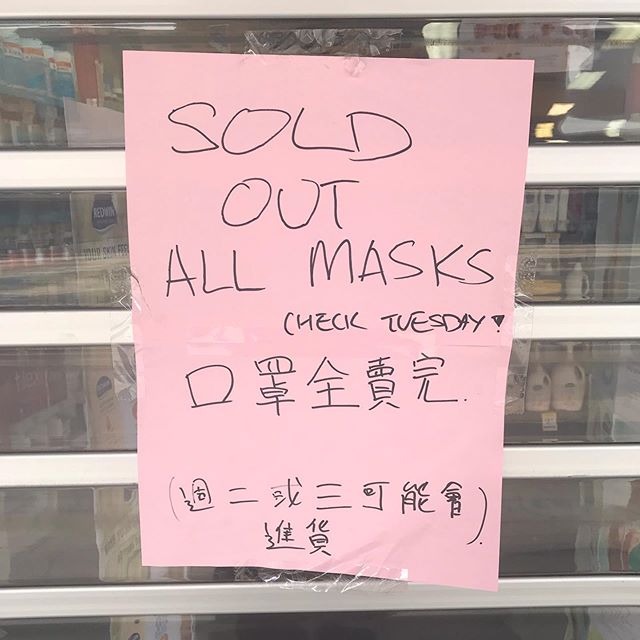 SOLD
OUT
ALL MASKS
CHECK TUESDAY!
口罩全賣完.
(週二或三可能會
進貨).
REDWIN
YOUR SKIN FEE